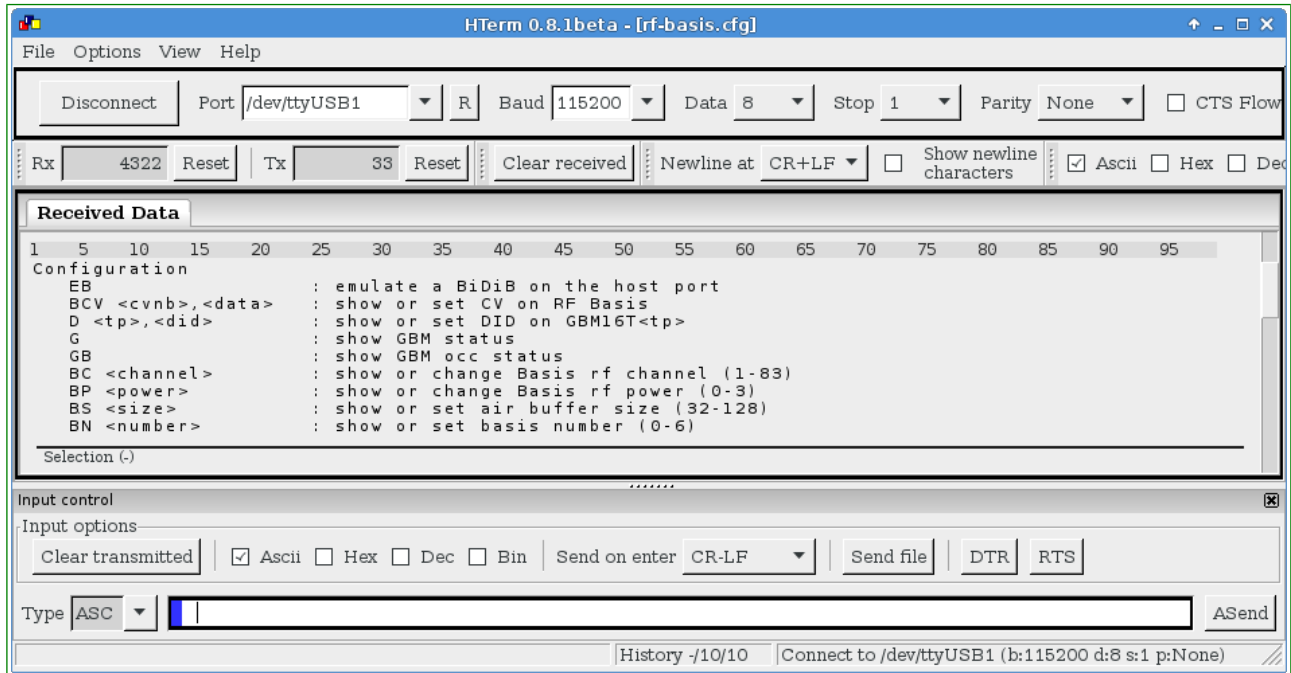 HTerm 0.8.1beta - [rf-basis.cfg]
File Options View Help
Disconnect Port /dev/ttyUSB1 R Baud 115200 Data 8 Stop 1 Parity None CTS Flow
Rx 4322 Reset Tx 33 Reset Clear received Newline at CR+LF Show newline characters Ascii Hex Dec
Received Data
1 5 10 15 20 25 30 35 40 45 50 55 60 65 70 75 80 85 90 95
Configuration
EB : emulate a BiDiB on the host port
BCV <cvnb>,<data> : show or set CV on RF Basis
D <tp>,<did> : show or set DID on GBM16T<tp>
G : show GBM status
GB : show GBM occ status
BC <channel> : show or change Basis rf channel (1-83)
BP <power> : show or change Basis rf power (0-3)
BS <size> : show or set air buffer size (32-128)
BN <number> : show or set basis number (0-6)
Selection (-)
Input control
Input options
Clear transmitted Ascii Hex Dec Bin Send on enter CR-LF Send file DTR RTS
Type ASC ASend
History -/10/10 Connect to /dev/ttyUSB1 (b:115200 d:8 s:1 p:None)